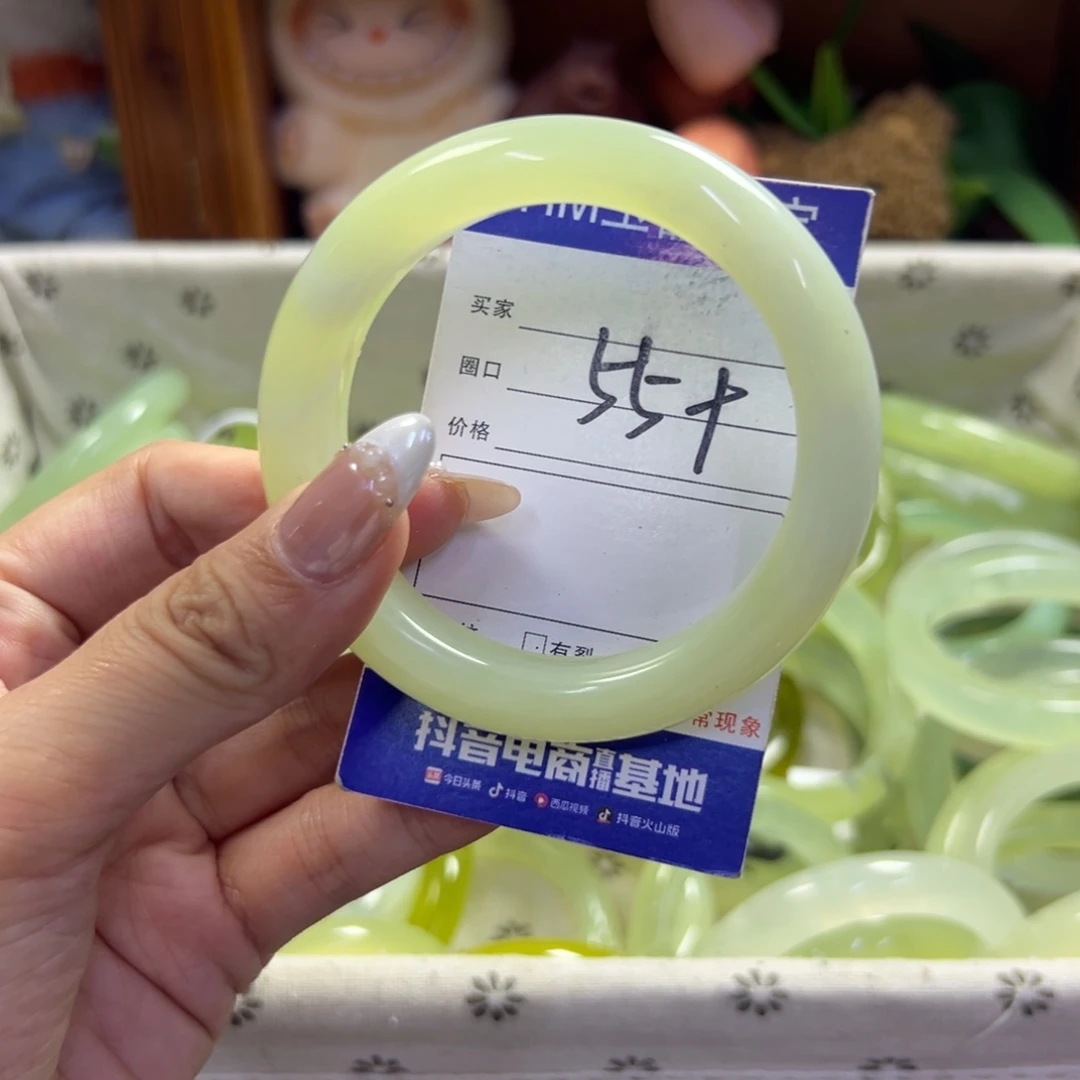 买家
圈口
价格
55+
有裂
常现象
抖音电商直播基地
今日头条 抖音 西瓜视频 抖音火山版